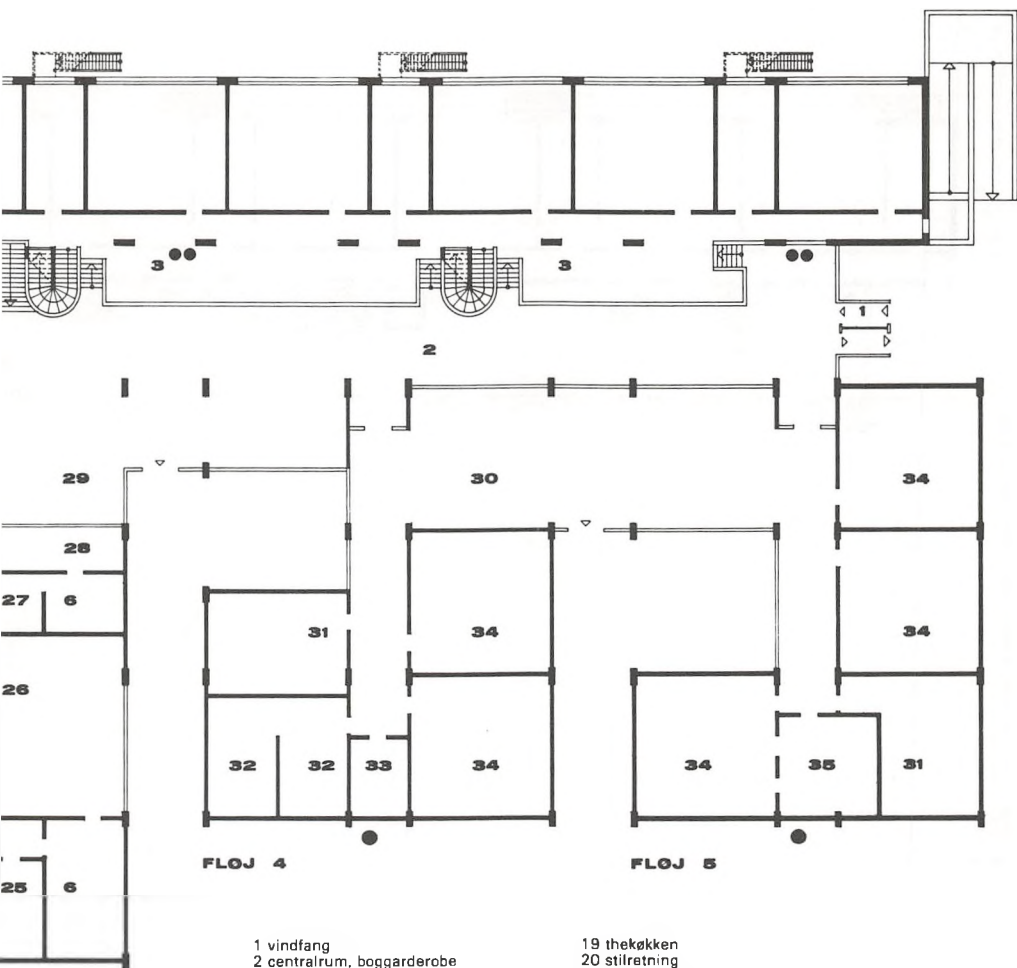 3
3
1
2
29
30
34
28
27 6
31
34
34
26
32 32 33
34
34
35
31
FLØJ 4
FLØJ 5
25 6
1 vindfang
2 centralrum, boggarderobe
19 thekøkken
20 stilretning